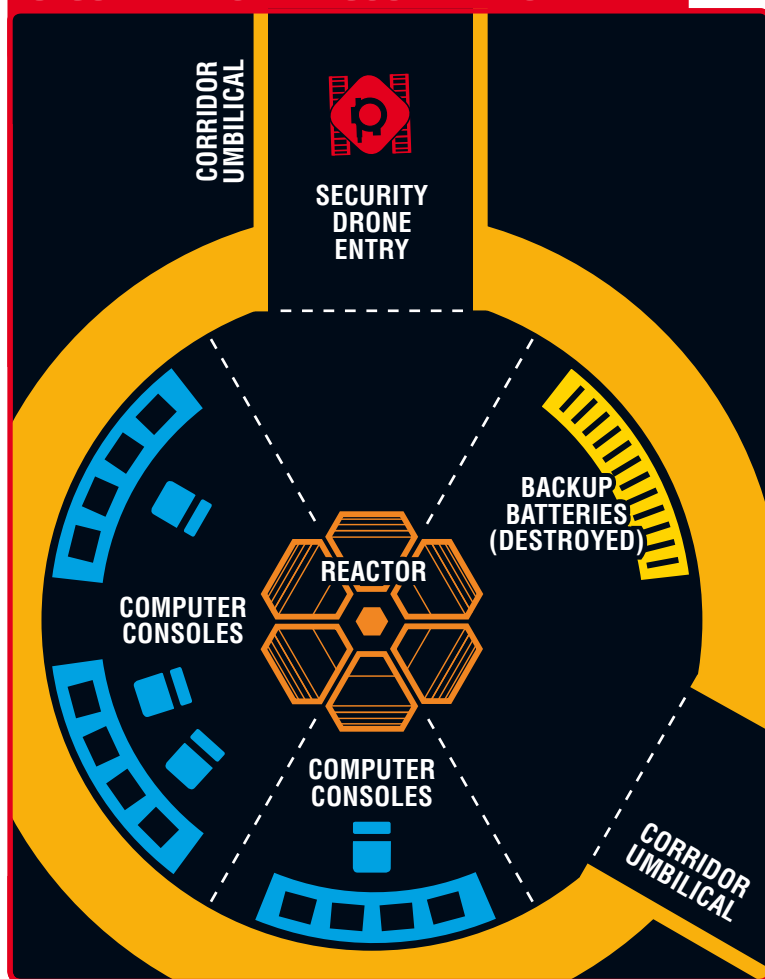 CORRIDOR
UMBILICAL
SECURITY
DRONE
ENTRY
BACKUP
BATTERIES
(DESTROYED)
REACTOR
COMPUTER
CONSOLES
COMPUTER
CONSOLES
CORRIDOR
UMBILICAL